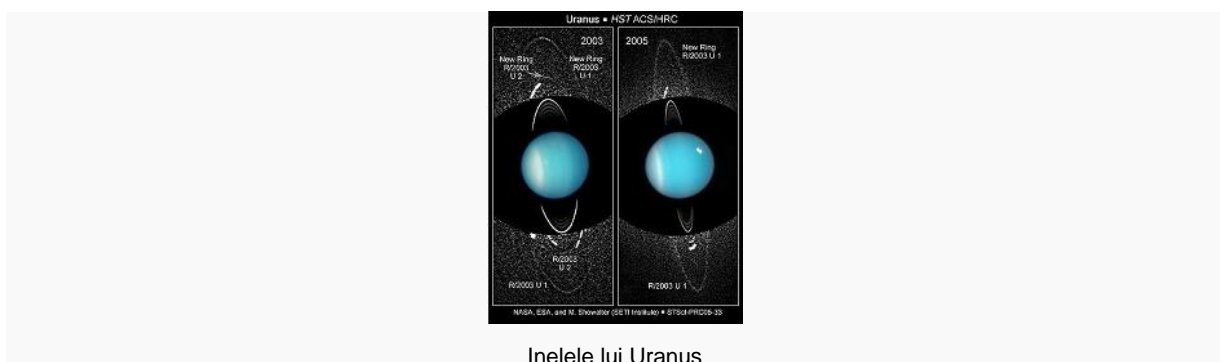 Uranus ▪ HST ACS/HRC
2003
New Ring
R/2003
U 2
New Ring
R/2003
U 1
R/2003
U 2
R/2003 U 1
2005
New Ring
R/2003 U 1
R/2003 U 1
NASA, ESA, and M. Showalter (SETI Institute) ▪ STScI-PRC05-33
Inelele lui Uranus